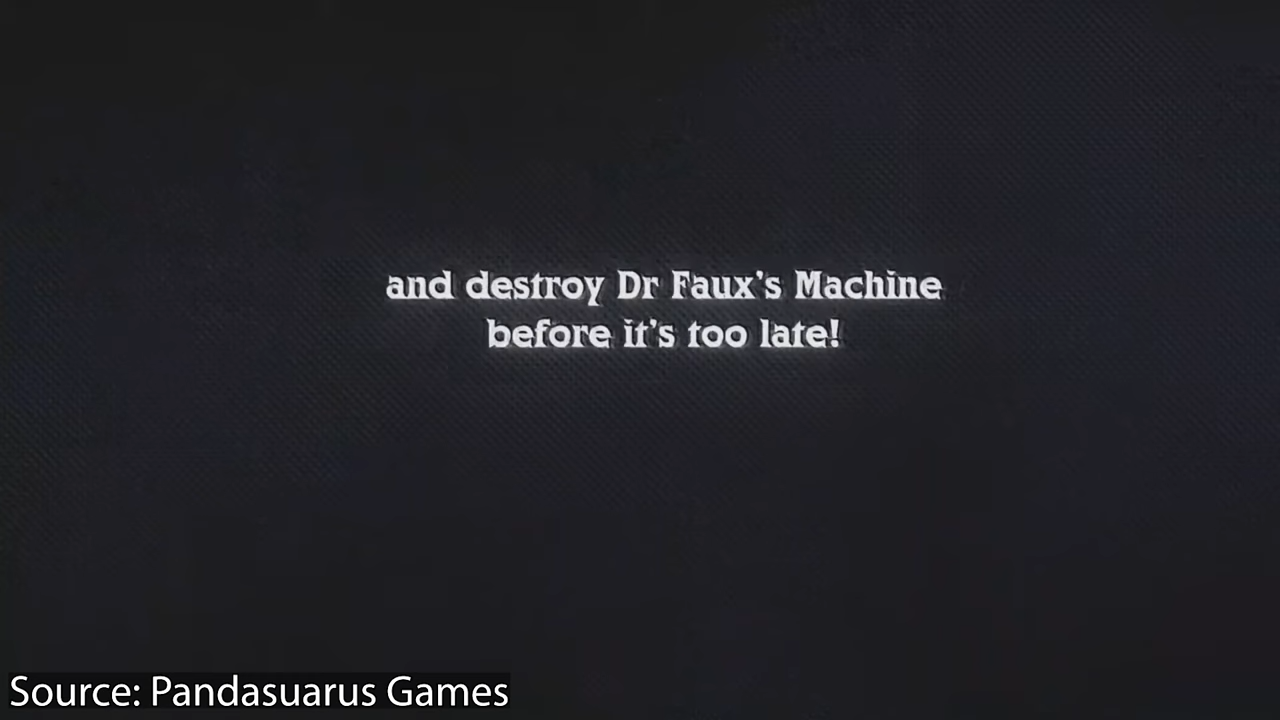 and destroy Dr Faux's Machine
before it's too late!
Source: Pandasuarus Games